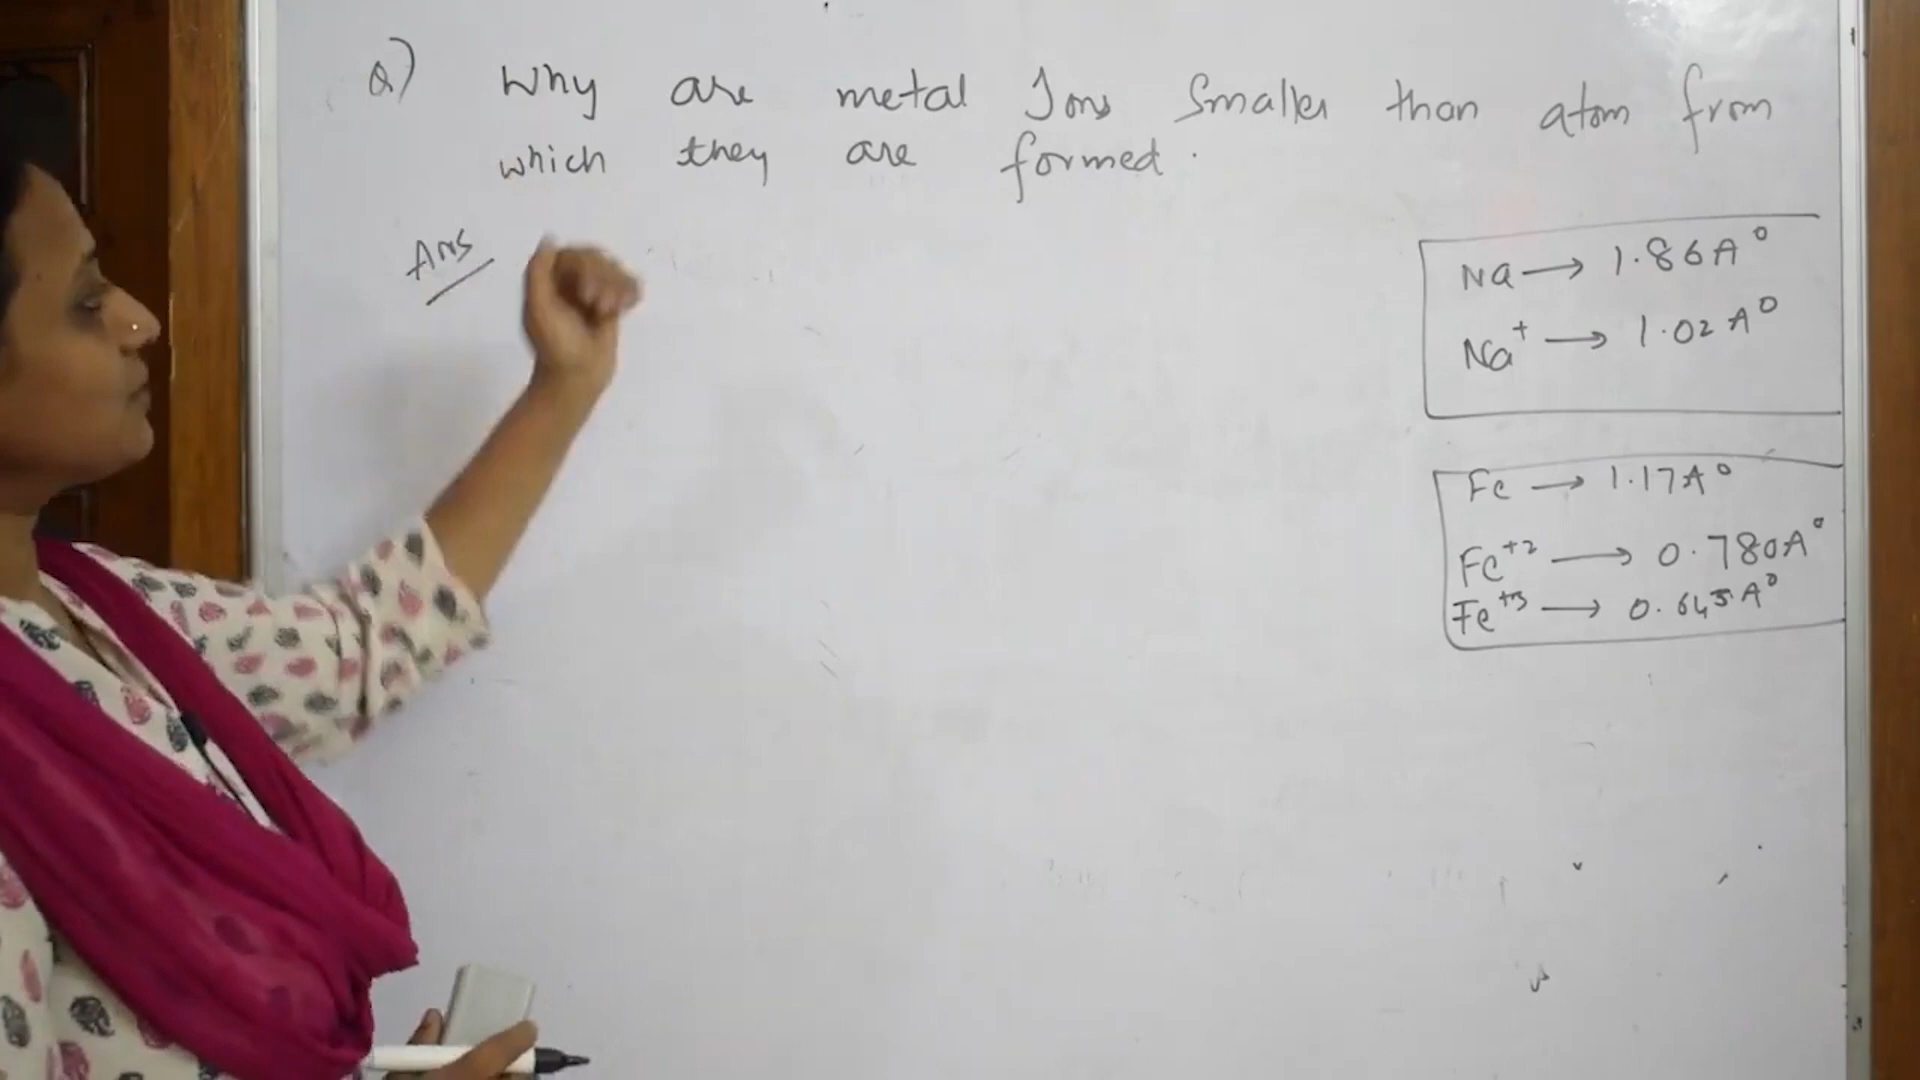 Q) Why are metal Ions Smaller than atom from
which they are formed.
Ans
Na → 1.86A°
Na⁺ → 1.02A°
Fe → 1.17A°
Fe⁺² → 0.780A°
Fe⁺³ → 0.645A°